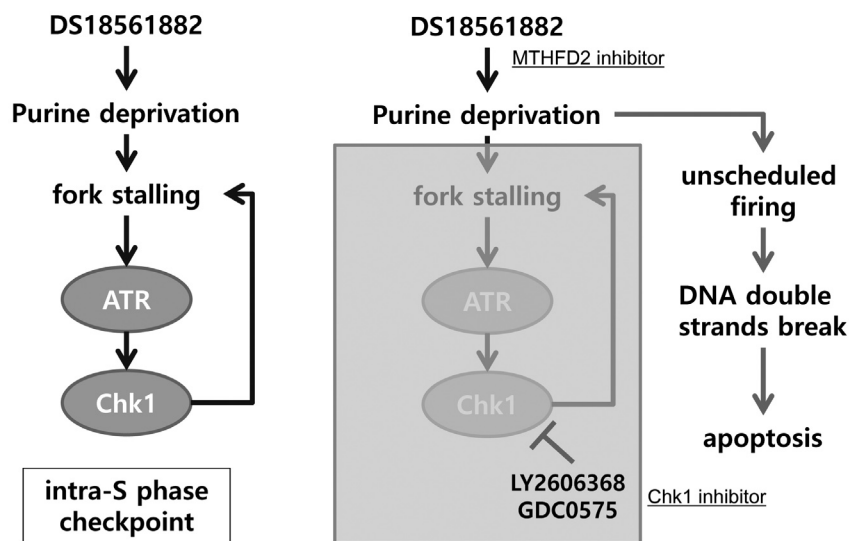 DS18561882
Purine deprivation
fork stalling
ATR
Chk1
intra-S phase
checkpoint
DS18561882
MTHFD2 inhibitor
Purine deprivation
fork stalling
ATR
Chk1
LY2606368
GDC0575
Chk1 inhibitor
unscheduled
firing
DNA double
strands break
apoptosis